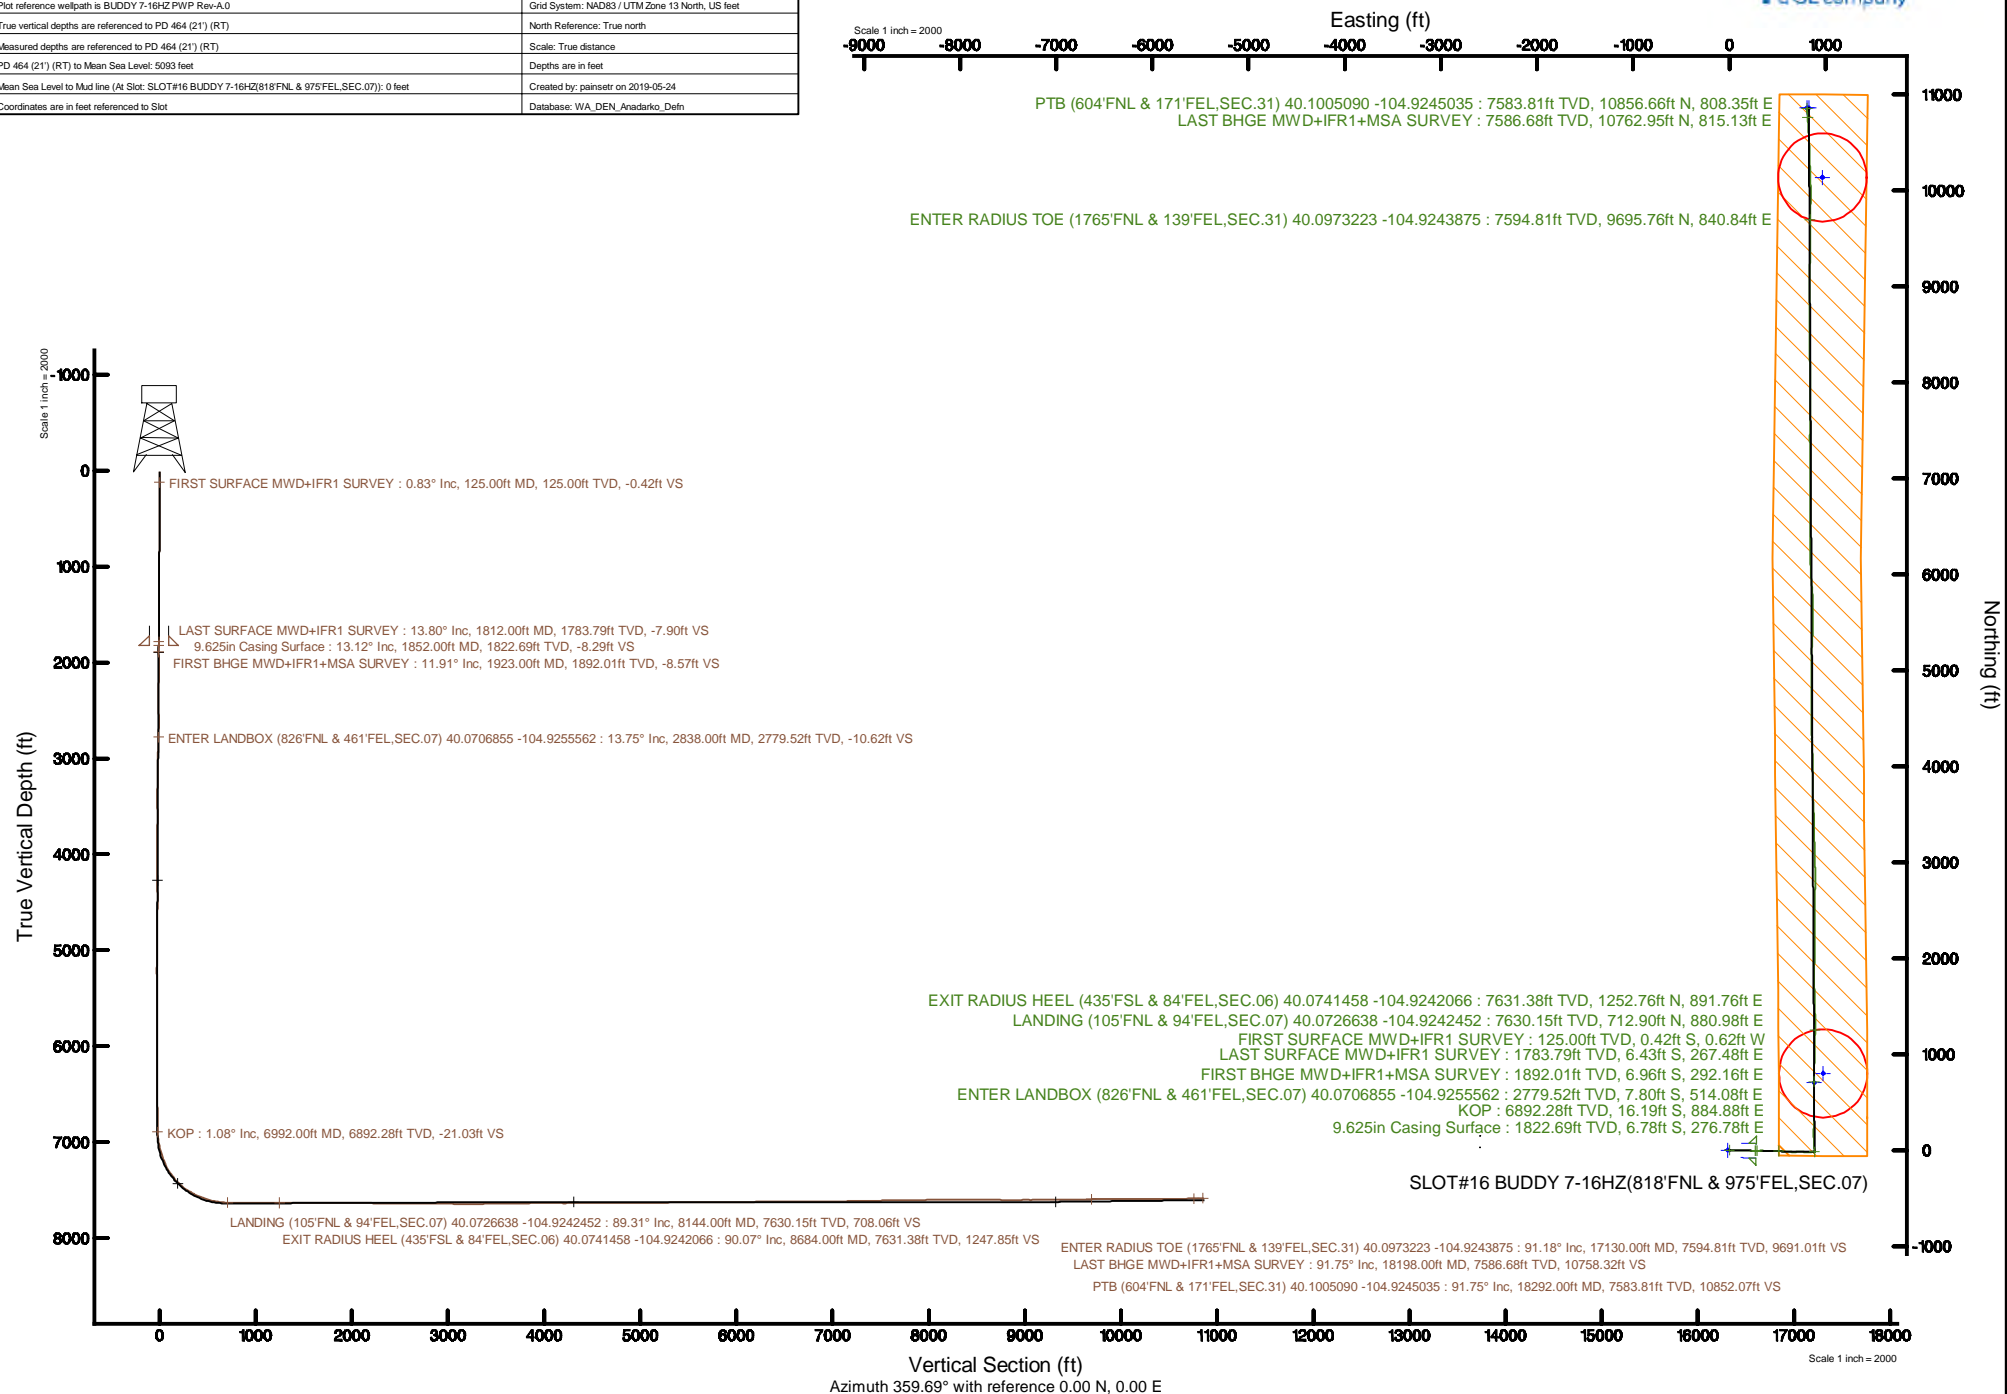 Plot reference wellpath is BUDDY 7-16HZ PWP Rev-A.0
Grid System: NAD83 / UTM Zone 13 North, US feet
True vertical depths are referenced to PD 464 (21') (RT)
North Reference: True north
Measured depths are referenced to PD 464 (21') (RT)
Scale: True distance
PD 464 (21') (RT) to Mean Sea Level: 5093 feet
Depths are in feet
Mean Sea Level to Mud line (At Slot: SLOT#16 BUDDY 7-16HZ(818'FNL & 975'FEL,SEC.07)): 0 feet
Created by: painsetr on 2019-05-24
Coordinates are in feet referenced to Slot
Database: WA_DEN_Anadarko_Defn
a GE company
Easting (ft)
Scale 1 inch = 2000
-9000 -8000 -7000 -6000 -5000 -4000 -3000 -2000 -1000 0 1000
PTB (604'FNL & 171'FEL,SEC.31) 40.1005090 -104.9245035 : 7583.81ft TVD, 10856.66ft N, 808.35ft E
LAST BHGE MWD+IFR1+MSA SURVEY : 7586.68ft TVD, 10762.95ft N, 815.13ft E
ENTER RADIUS TOE (1765'FNL & 139'FEL,SEC.31) 40.0973223 -104.9243875 : 7594.81ft TVD, 9695.76ft N, 840.84ft E
EXIT RADIUS HEEL (435'FSL & 84'FEL,SEC.06) 40.0741458 -104.9242066 : 7631.38ft TVD, 1252.76ft N, 891.76ft E
LANDING (105'FNL & 94'FEL,SEC.07) 40.0726638 -104.9242452 : 7630.15ft TVD, 712.90ft N, 880.98ft E
FIRST SURFACE MWD+IFR1 SURVEY : 125.00ft TVD, 0.42ft S, 0.62ft W
LAST SURFACE MWD+IFR1 SURVEY : 1783.79ft TVD, 6.43ft S, 267.48ft E
FIRST BHGE MWD+IFR1+MSA SURVEY : 1892.01ft TVD, 6.96ft S, 292.16ft E
ENTER LANDBOX (826'FNL & 461'FEL,SEC.07) 40.0706855 -104.9255562 : 2779.52ft TVD, 7.80ft S, 514.08ft E
KOP : 6892.28ft TVD, 16.19ft S, 884.88ft E
9.625in Casing Surface : 1822.69ft TVD, 6.78ft S, 276.78ft E
SLOT#16 BUDDY 7-16HZ(818'FNL & 975'FEL,SEC.07)
11000
10000
9000
8000
7000
6000
5000
4000
3000
2000
1000
0
-1000
Northing (ft)
Scale 1 inch = 2000
-1000
0
1000
2000
3000
4000
5000
6000
7000
8000
True Vertical Depth (ft)
FIRST SURFACE MWD+IFR1 SURVEY : 0.83° Inc, 125.00ft MD, 125.00ft TVD, -0.42ft VS
LAST SURFACE MWD+IFR1 SURVEY : 13.80° Inc, 1812.00ft MD, 1783.79ft TVD, -7.90ft VS
9.625in Casing Surface : 13.12° Inc, 1852.00ft MD, 1822.69ft TVD, -8.29ft VS
FIRST BHGE MWD+IFR1+MSA SURVEY : 11.91° Inc, 1923.00ft MD, 1892.01ft TVD, -8.57ft VS
ENTER LANDBOX (826'FNL & 461'FEL,SEC.07) 40.0706855 -104.9255562 : 13.75° Inc, 2838.00ft MD, 2779.52ft TVD, -10.62ft VS
KOP : 1.08° Inc, 6992.00ft MD, 6892.28ft TVD, -21.03ft VS
LANDING (105'FNL & 94'FEL,SEC.07) 40.0726638 -104.9242452 : 89.31° Inc, 8144.00ft MD, 7630.15ft TVD, 708.06ft VS
EXIT RADIUS HEEL (435'FSL & 84'FEL,SEC.06) 40.0741458 -104.9242066 : 90.07° Inc, 8684.00ft MD, 7631.38ft TVD, 1247.85ft VS
ENTER RADIUS TOE (1765'FNL & 139'FEL,SEC.31) 40.0973223 -104.9243875 : 91.18° Inc, 17130.00ft MD, 7594.81ft TVD, 9691.01ft VS
LAST BHGE MWD+IFR1+MSA SURVEY : 91.75° Inc, 18198.00ft MD, 7586.68ft TVD, 10758.32ft VS
PTB (604'FNL & 171'FEL,SEC.31) 40.1005090 -104.9245035 : 91.75° Inc, 18292.00ft MD, 7583.81ft TVD, 10852.07ft VS
0 1000 2000 3000 4000 5000 6000 7000 8000 9000 10000 11000 12000 13000 14000 15000 16000 17000 18000
Vertical Section (ft)
Scale 1 inch = 2000
Azimuth 359.69° with reference 0.00 N, 0.00 E